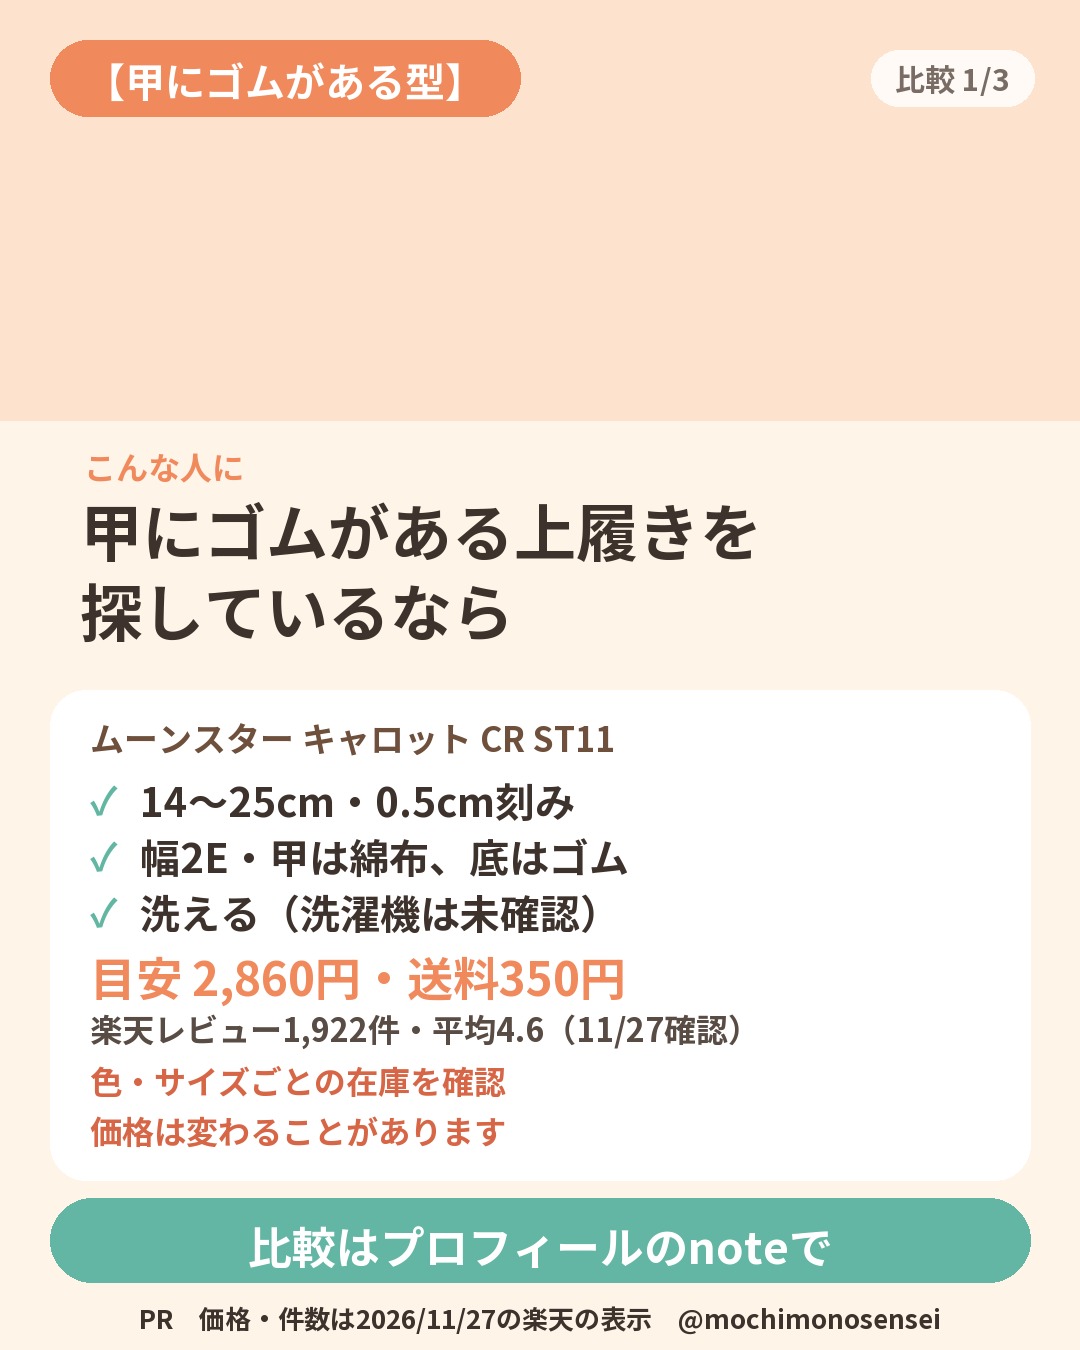 【甲にゴムがある型】
比較 1/3
こんな人に
甲にゴムがある上履きを
探しているなら
ムーンスター キャロット CR ST11
✓ 14〜25cm・0.5cm刻み
✓ 幅2E・甲は綿布、底はゴム
✓ 洗える（洗濯機は未確認）
目安 2,860円・送料350円
楽天レビュー1,922件・平均4.6（11/27確認）
色・サイズごとの在庫を確認
価格は変わることがあります
比較はプロフィールのnoteで
PR　価格・件数は2026/11/27の楽天の表示　@mochimonosensei